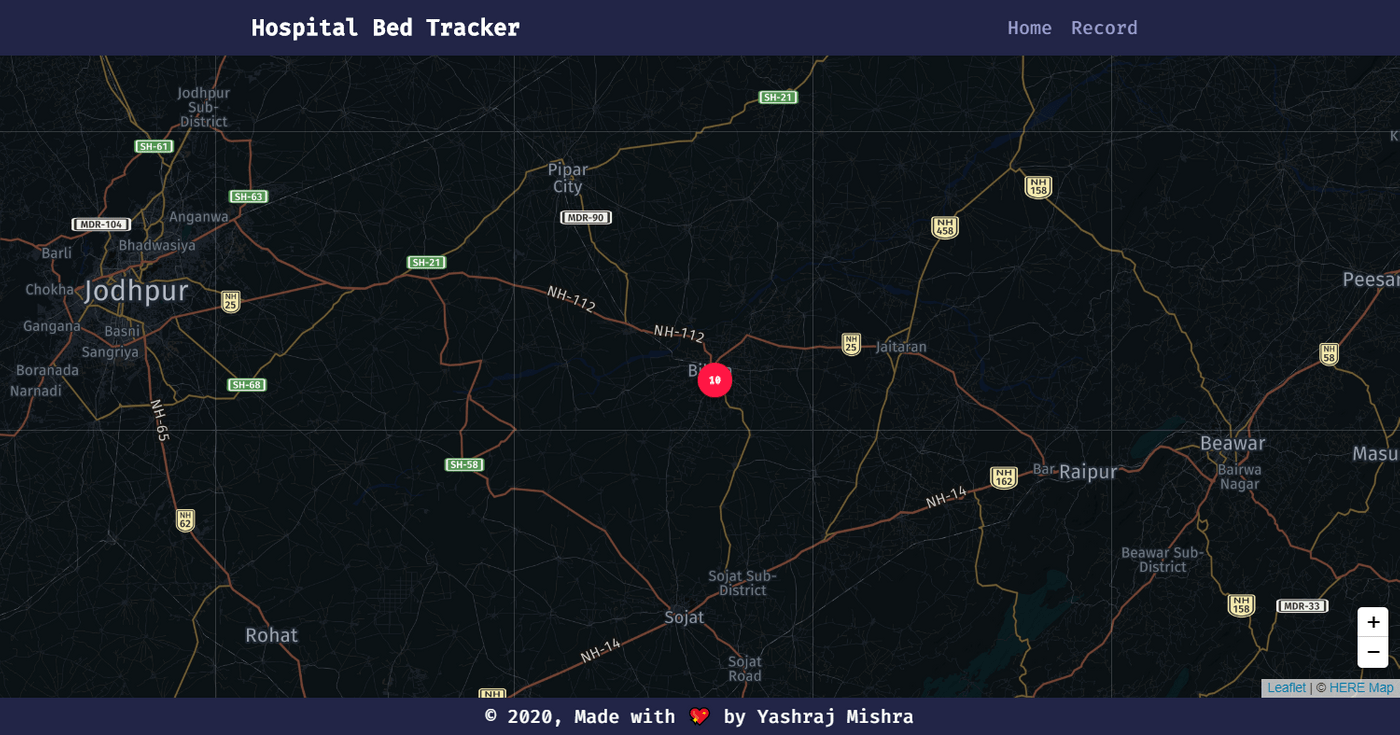 Hospital Bed Tracker
Home Record
Jodhpur
Sub-
District
SH-21
SH-61
K
Pipar
City
NH
158
SH-63
MDR-104
Anganwa
MDR-90
NH
458
Bhadwasiya
Barli
SH-21
Peesan
Chokha
Jodhpur
NH
25
NH-112
Gangana
Basni
NH-112
NH
25
Jaitaran
Sangriya
NH
58
Boranada
10
SH-68
Narnadi
NH-65
Beawar
Masu
SH-58
Bar
Raipur
Bairwa
Nagar
NH
162
NH-14
NH
62
Beawar Sub-
District
Sojat Sub-
District
NH
158
MDR-33
Sojat
+
Rohat
NH-14
−
Sojat
Road
NH
Leaflet | © HERE Map
© 2020, Made with 💖 by Yashraj Mishra